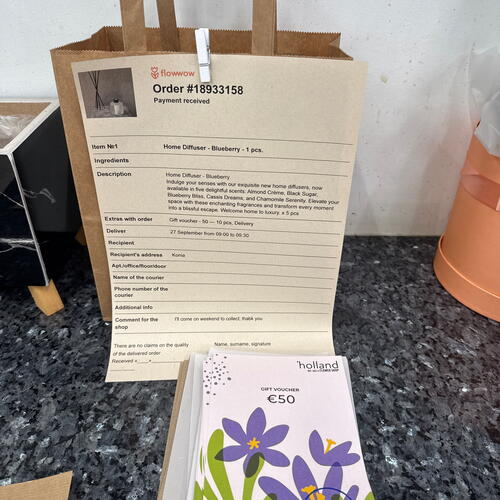 flowwow
Order #18933158
Payment received
Item №1 Home Diffuser - Blueberry - 1 pcs.
Ingredients
Description Home Diffuser - Blueberry
Indulge your senses with our exquisite new home diffusers, now
available in five delightful scents: Almond Crème, Black Sugar,
Blueberry Bliss, Cassis Dreams, and Chamomile Serenity. Elevate your
space with these enchanting fragrances and transform every moment
into a blissful escape. Welcome home to luxury. x 5 pcs
Extras with order Gift voucher - 50 — 10 pcs, Delivery
Deliver 27 September from 09:00 to 09:30
Recipient
Recipient's address Konia
Apt./office/floor/door
Name of the courier
Phone number of the
courier
Additional info
Comment for the
shop I'll come on weekend to collect, thabk you
There are no claims on the quality
of the delivered order
Name, surname, signature
Received «____»
holland
GIFT VOUCHER
€50